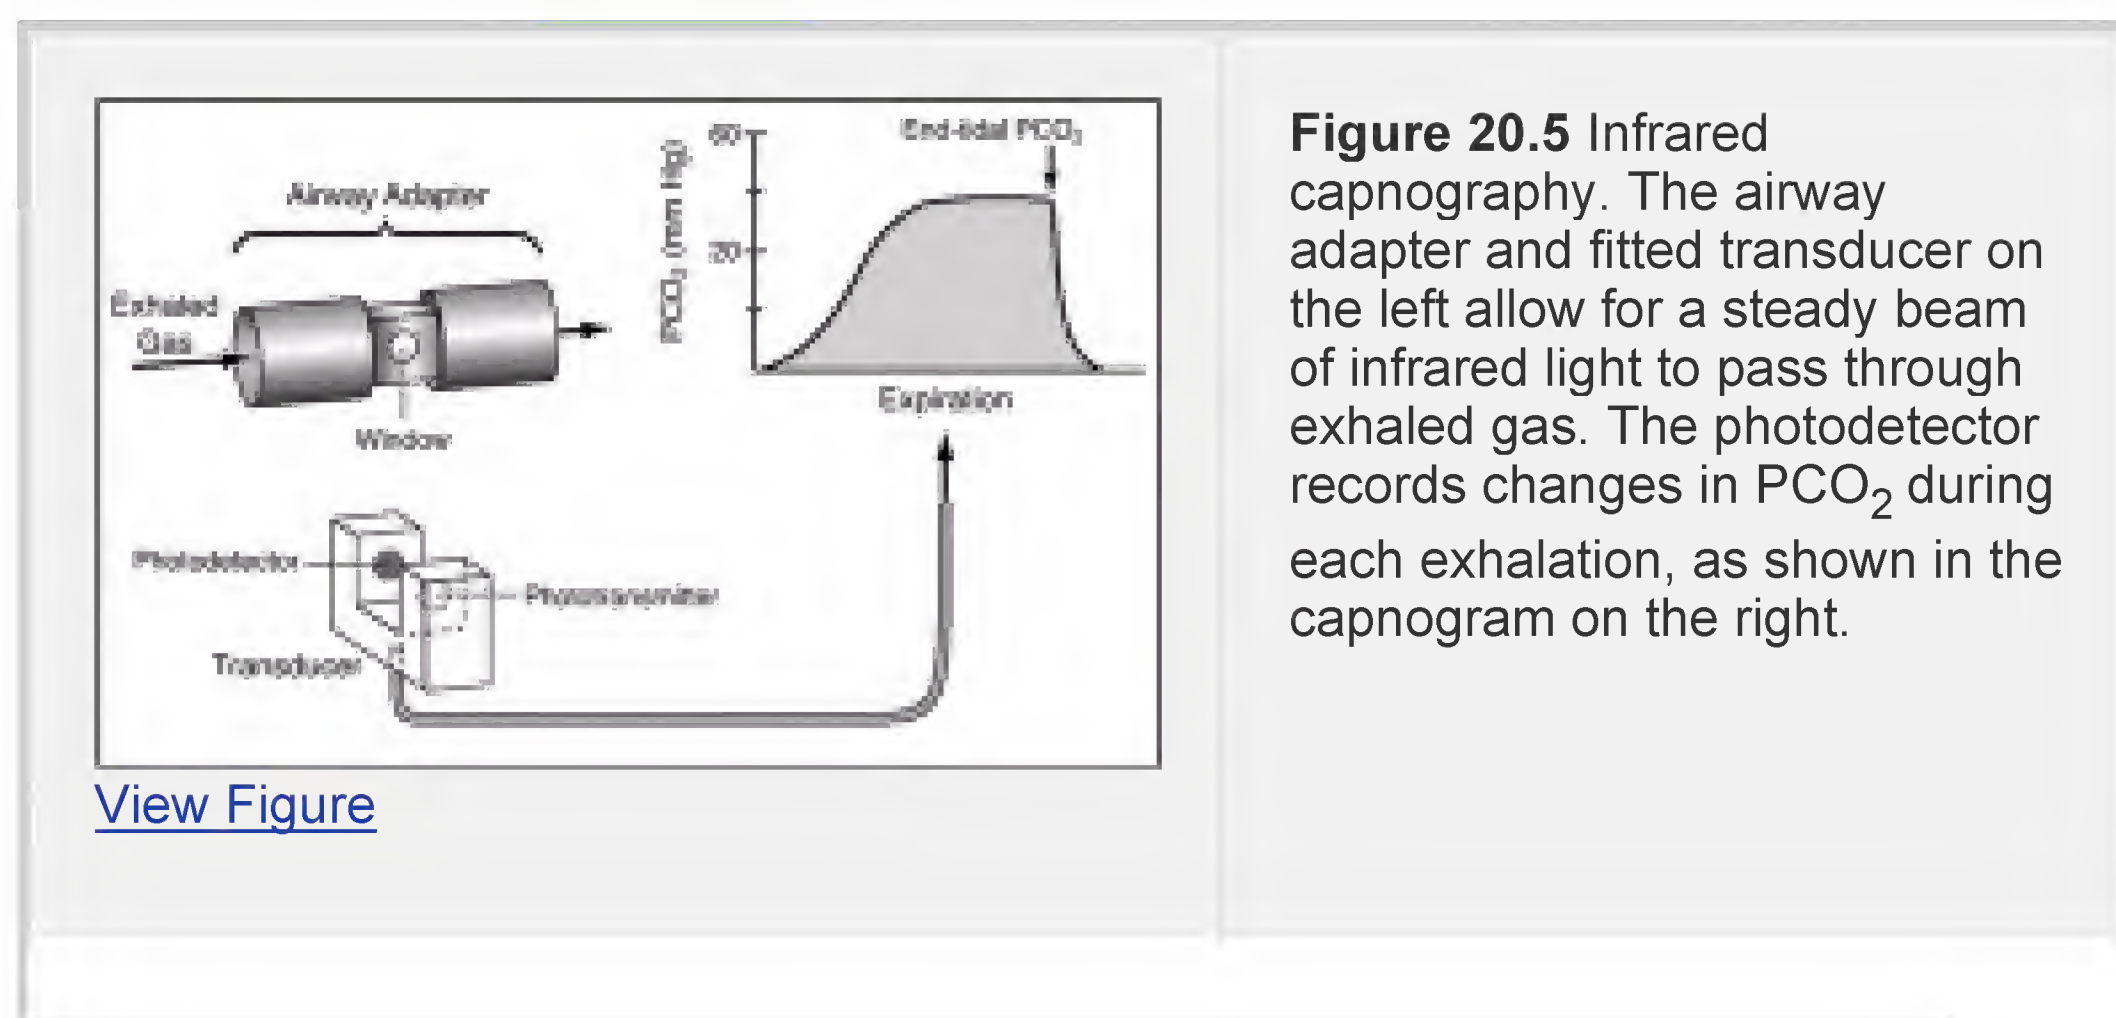 Airway Adapter
Exhaled
Gas
Window
Photodetector
Phototransmitter
Transducer
End-tidal PCO2
PCO2 (mm Hg)
Expiration
View Figure
Figure 20.5 Infrared
capnography. The airway
adapter and fitted transducer on
the left allow for a steady beam
of infrared light to pass through
exhaled gas. The photodetector
records changes in PCO2 during
each exhalation, as shown in the
capnogram on the right.